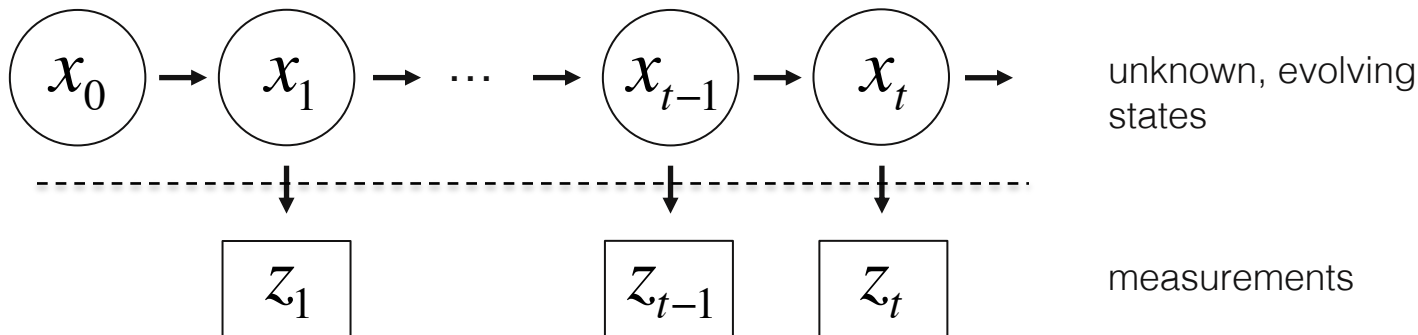 x₀ x₁ ... xₜ₋₁ xₜ
unknown, evolving
states
z₁ zₜ₋₁ zₜ
measurements